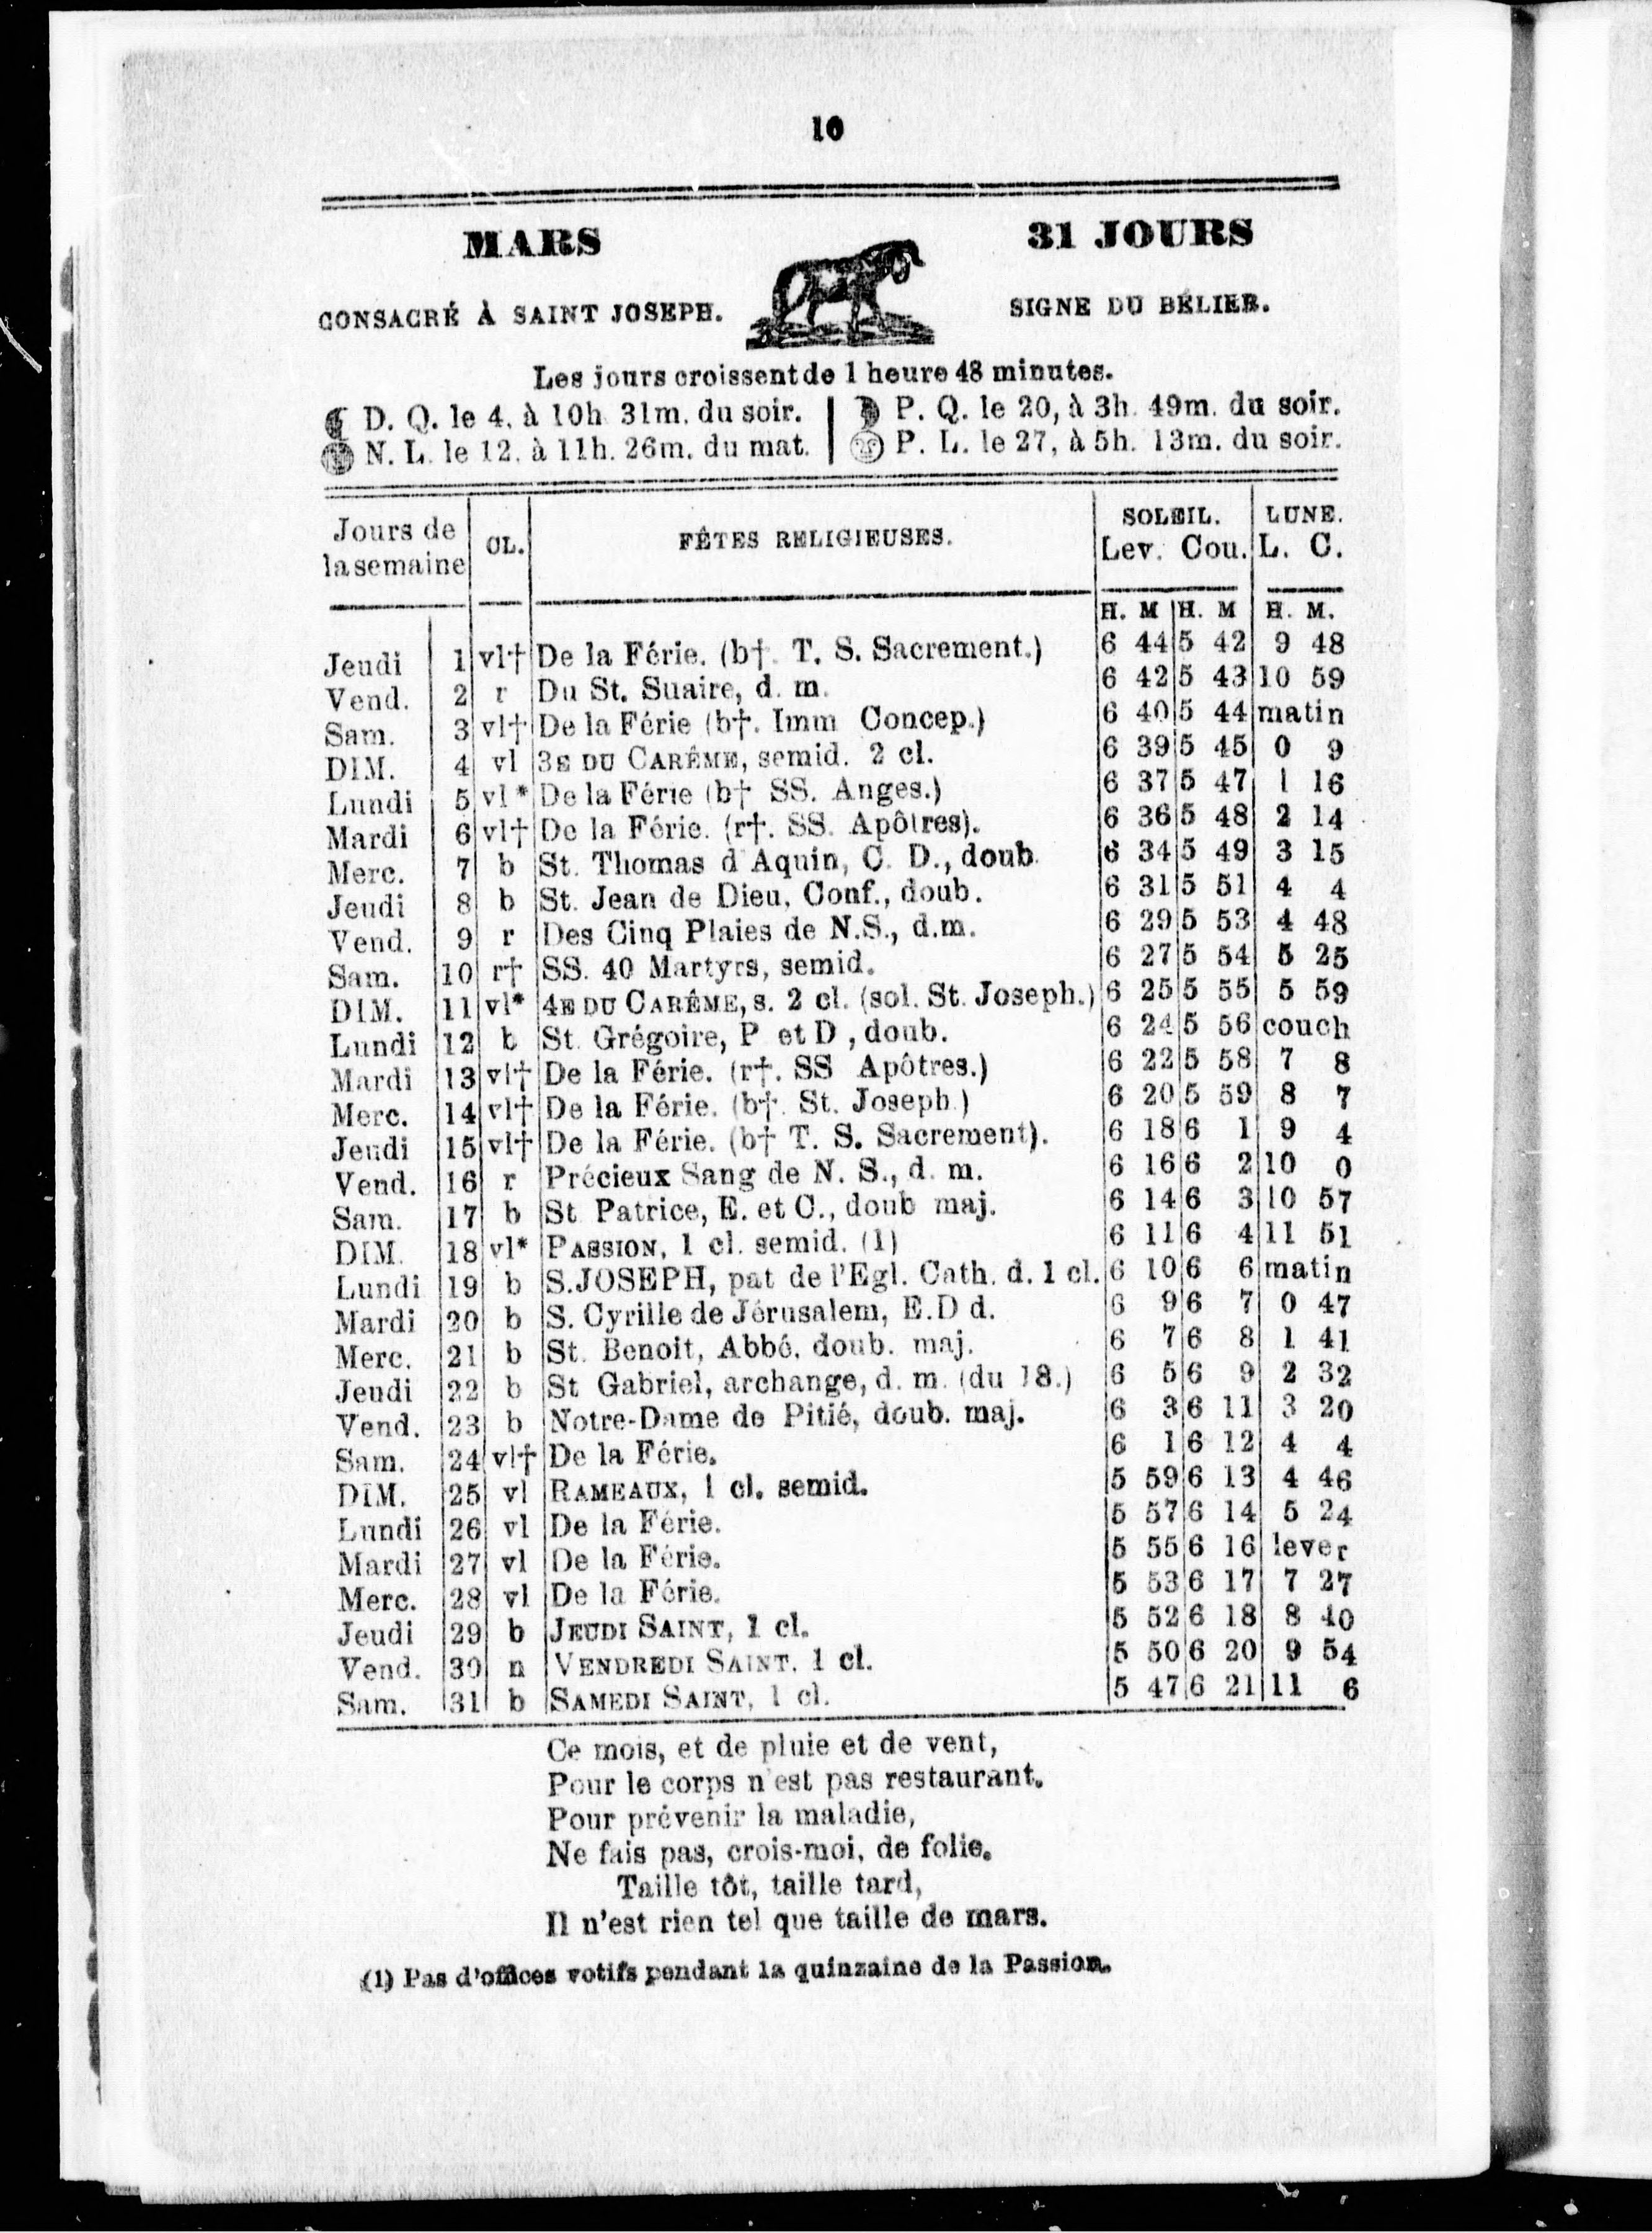 10
MARS
31 JOURS
CONSACRÉ À SAINT JOSEPH.
SIGNE DU BÉLIER.
Les jours croissent de 1 heure 48 minutes.
D. Q. le 4, à 10h 31m. du soir. P. Q. le 20, à 3h. 49m. du soir.
N. L. le 12. à 11h. 26m. du mat. P. L. le 27, à 5h. 13m. du soir.
Jours de la semaine CL. FÊTES RELIGIEUSES. SOLEIL. Lev. Cou. LUNE. L. C.
H. M H. M H. M.
Jeudi 1 vl† De la Férie. (b†. T. S. Sacrement.) 6 44 5 42 9 48
Vend. 2 r Du St. Suaire, d. m. 6 42 5 43 10 59
Sam. 3 vl† De la Férie (b†. Imm Concep.) 6 40 5 44 matin
DIM. 4 vl 3E DU CARÊME, semid. 2 cl. 6 39 5 45 0 9
Lundi 5 vl* De la Férie (b† SS. Anges.) 6 37 5 47 1 16
Mardi 6 vl† De la Férie. (r†. SS. Apôtres). 6 36 5 48 2 14
Merc. 7 b St. Thomas d'Aquin, C. D., doub. 6 34 5 49 3 15
Jeudi 8 b St. Jean de Dieu, Conf., doub. 6 31 5 51 4 4
Vend. 9 r Des Cinq Plaies de N.S., d.m. 6 29 5 53 4 48
Sam. 10 r† SS. 40 Martyrs, semid. 6 27 5 54 5 25
DIM. 11 vl* 4E DU CARÊME, s. 2 cl. (sol. St. Joseph.) 6 25 5 55 5 59
Lundi 12 b St. Grégoire, P et D, doub. 6 24 5 56 couch
Mardi 13 vl† De la Férie. (r†. SS Apôtres.) 6 22 5 58 7 8
Merc. 14 vl† De la Férie. (b†. St. Joseph.) 6 20 5 59 8 7
Jeudi 15 vl† De la Férie. (b† T. S. Sacrement). 6 18 6 1 9 4
Vend. 16 r Précieux Sang de N. S., d. m. 6 16 6 2 10 0
Sam. 17 b St Patrice, E. et C., doub maj. 6 14 6 3 10 57
DIM. 18 vl* PASSION, 1 cl. semid. (1) 6 11 6 4 11 51
Lundi 19 b S. JOSEPH, pat de l'Egl. Cath. d. 1 cl. 6 10 6 6 matin
Mardi 20 b S. Cyrille de Jérusalem, E.D d. 6 9 6 7 0 47
Merc. 21 b St. Benoit, Abbé, doub. maj. 6 7 6 8 1 41
Jeudi 22 b St Gabriel, archange, d. m. (du 18.) 6 5 6 9 2 32
Vend. 23 b Notre-Dame de Pitié, doub. maj. 6 3 6 11 3 20
Sam. 24 vl† De la Férie. 6 1 6 12 4 4
DIM. 25 vl RAMEAUX, 1 cl. semid. 5 59 6 13 4 46
Lundi 26 vl De la Férie. 5 57 6 14 5 24
Mardi 27 vl De la Férie. 5 55 6 16 lever
Merc. 28 vl De la Férie. 5 53 6 17 7 27
Jeudi 29 b JEUDI SAINT, 1 cl. 5 52 6 18 8 40
Vend. 30 n VENDREDI SAINT, 1 cl. 5 50 6 20 9 54
Sam. 31 b SAMEDI SAINT, 1 cl. 5 47 6 21 11 6
Ce mois, et de pluie et de vent,
Pour le corps n'est pas restaurant.
Pour prévenir la maladie,
Ne fais pas, crois-moi, de folie.
Taille tôt, taille tard,
Il n'est rien tel que taille de mars.
(1) Pas d'offices votifs pendant la quinzaine de la Passion.